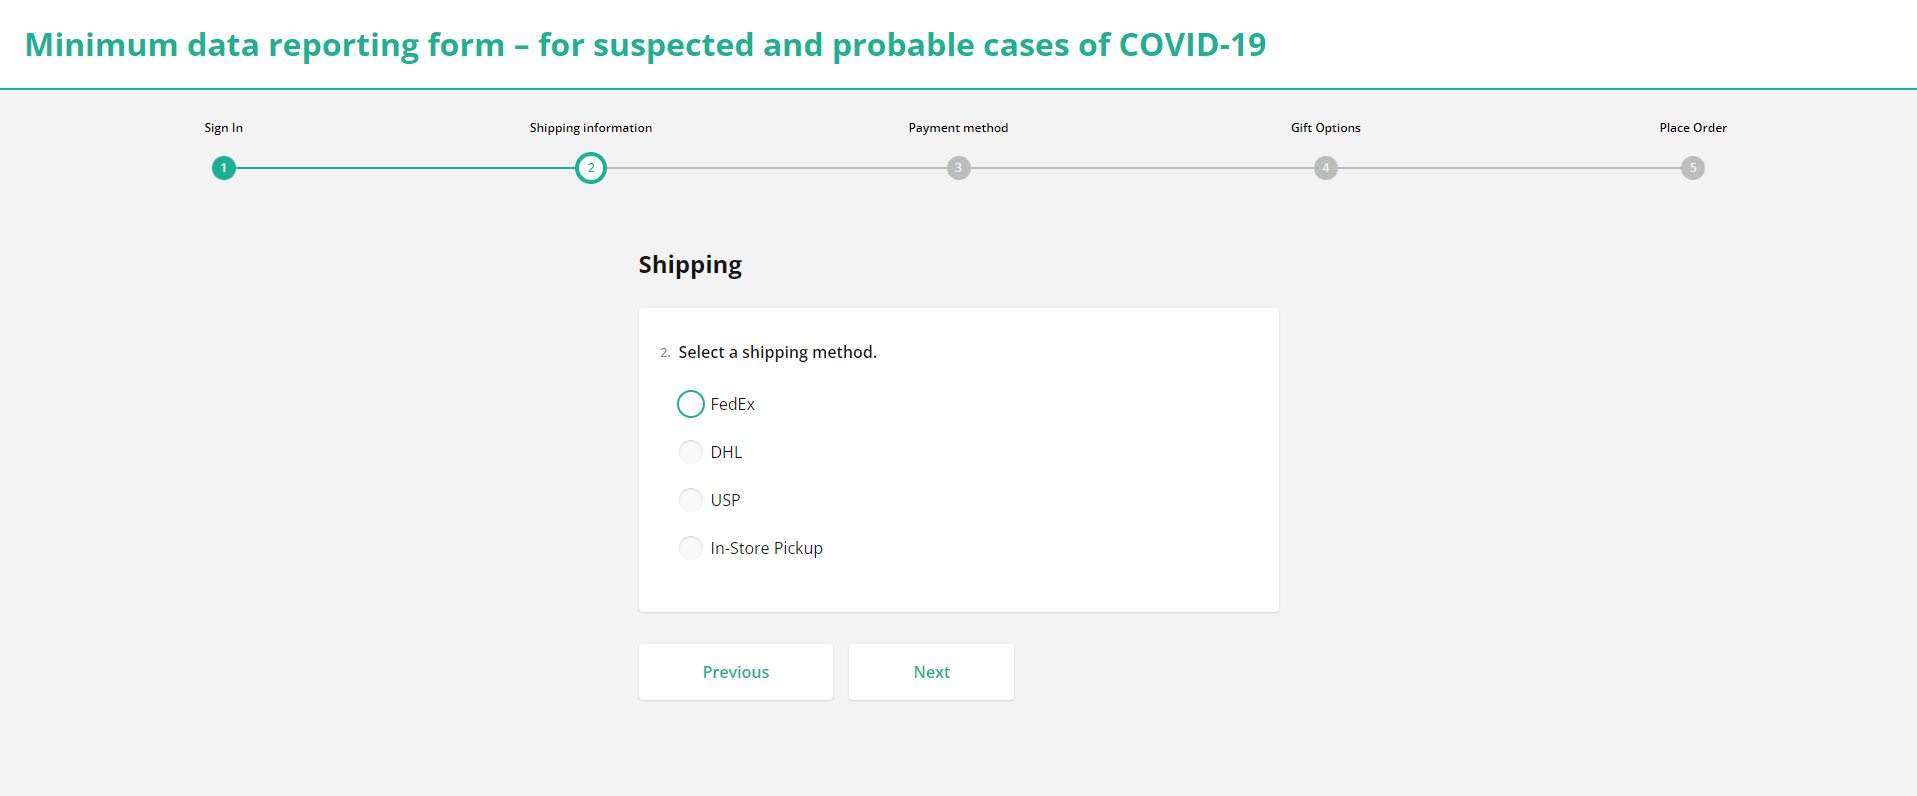 Minimum data reporting form – for suspected and probable cases of COVID-19
Sign In
Shipping information
Payment method
Gift Options
Place Order
1
2
3
4
5
Shipping
2. Select a shipping method.
FedEx
DHL
USP
In-Store Pickup
Previous
Next